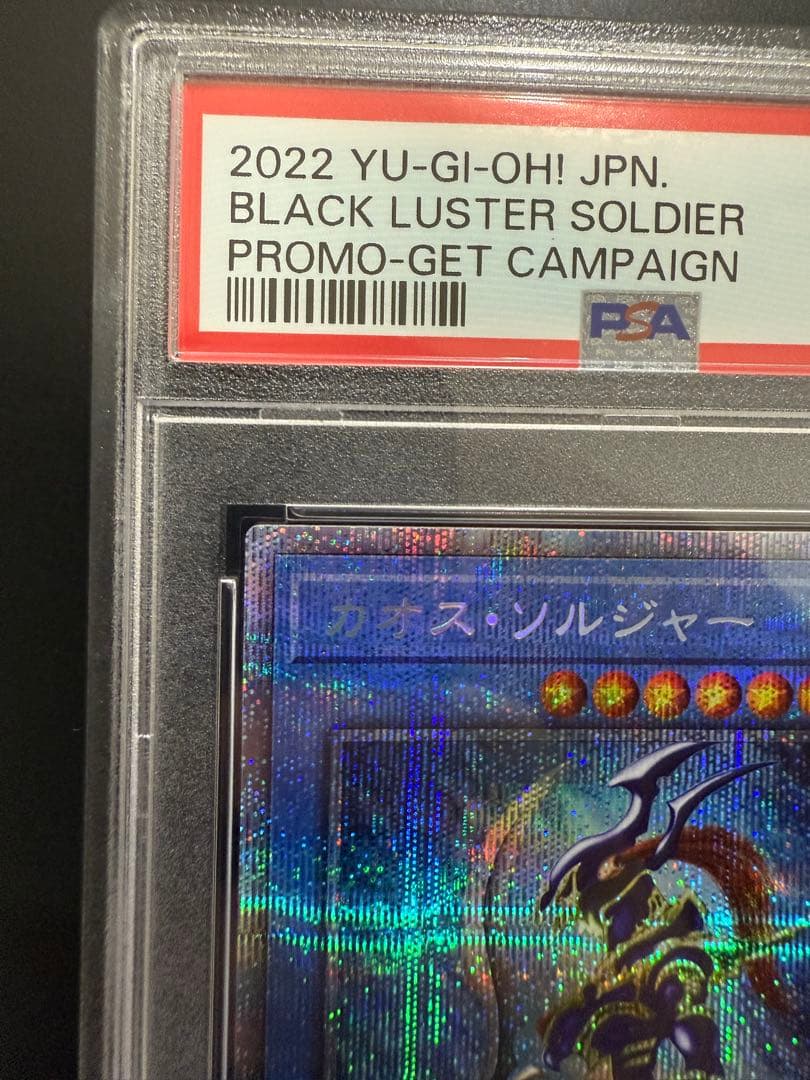 2022 YU-GI-OH! JPN.
BLACK LUSTER SOLDIER
PROMO-GET CAMPAIGN
PSA
カオス・ソルジャー